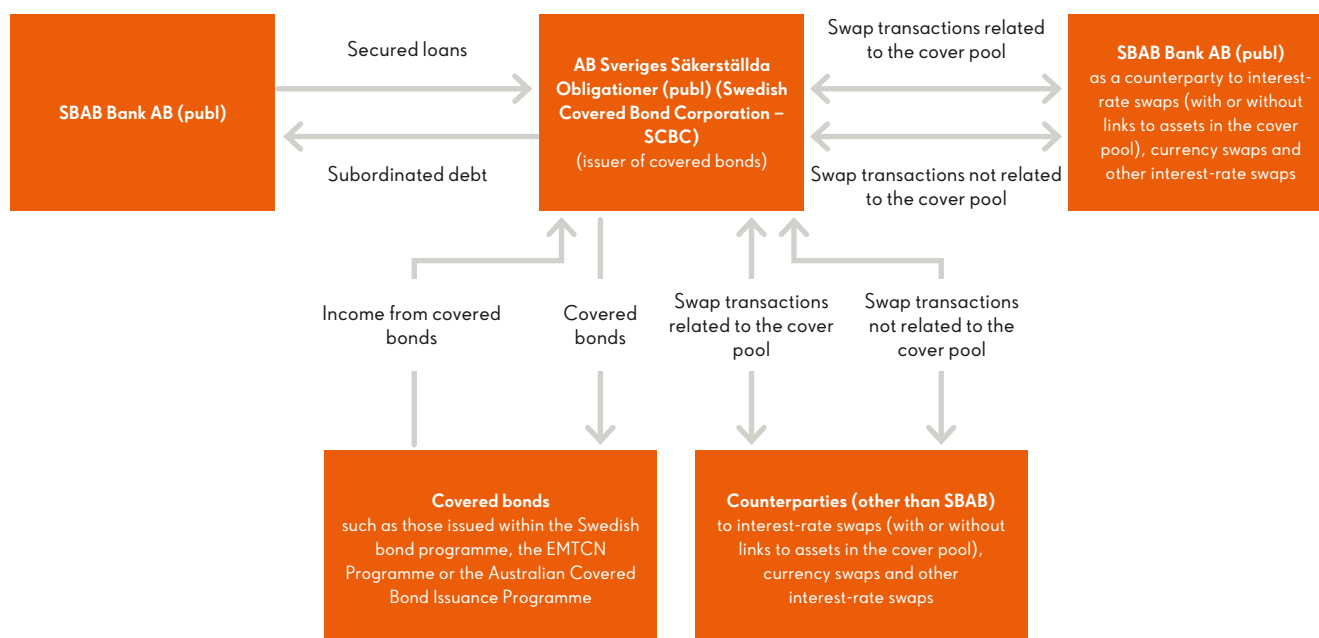 SBAB Bank AB (publ)
Secured loans
Subordinated debt
AB Sveriges Säkerställda
Obligationer (publ) (Swedish
Covered Bond Corporation –
SCBC)
(issuer of covered bonds)
Swap transactions related
to the cover pool
Swap transactions not related
to the cover pool
SBAB Bank AB (publ)
as a counterparty to interest-
rate swaps (with or without
links to assets in the cover
pool), currency swaps and
other interest-rate swaps
Income from covered
bonds
Covered
bonds
Swap transactions
related to the cover
pool
Swap transactions
not related to the
cover pool
Covered bonds
such as those issued within the Swedish
bond programme, the EMTCN
Programme or the Australian Covered
Bond Issuance Programme
Counterparties (other than SBAB)
to interest-rate swaps (with or without
links to assets in the cover pool),
currency swaps and other
interest-rate swaps